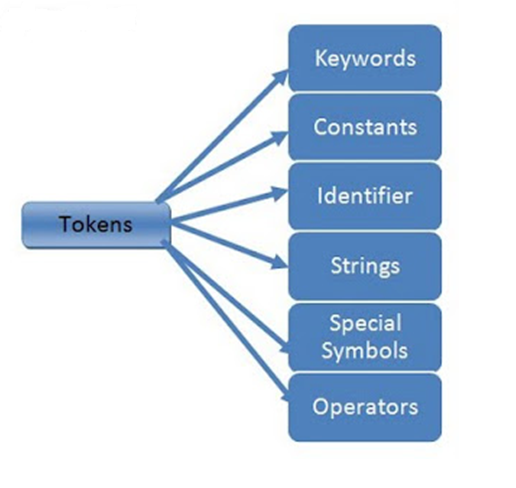 Keywords
Constants
Identifier
Tokens
Strings
Special
Symbols
Operators